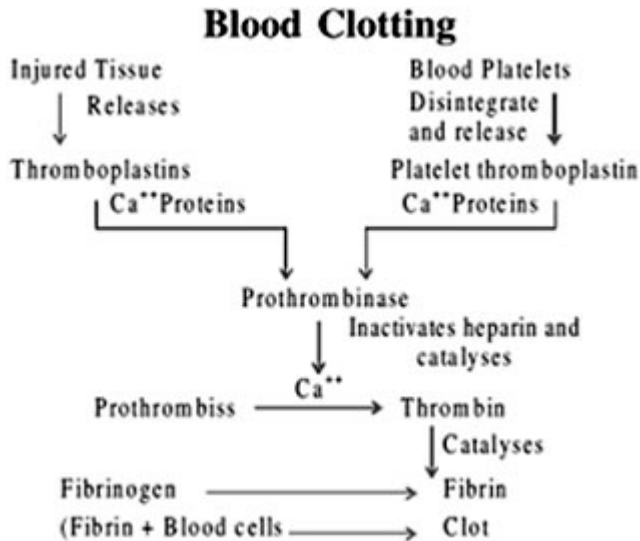 Blood Clotting
Injured Tissue
Blood Platelets
Releases
Disintegrate
and release
Thromboplastins
Platelet thromboplastin
Ca⁺⁺Proteins
Ca⁺⁺Proteins
Prothrombinase
Inactivates heparin and
catalyses
Ca⁺⁺
Prothrombiss
Thrombin
Catalyses
Fibrinogen
Fibrin
(Fibrin + Blood cells
Clot